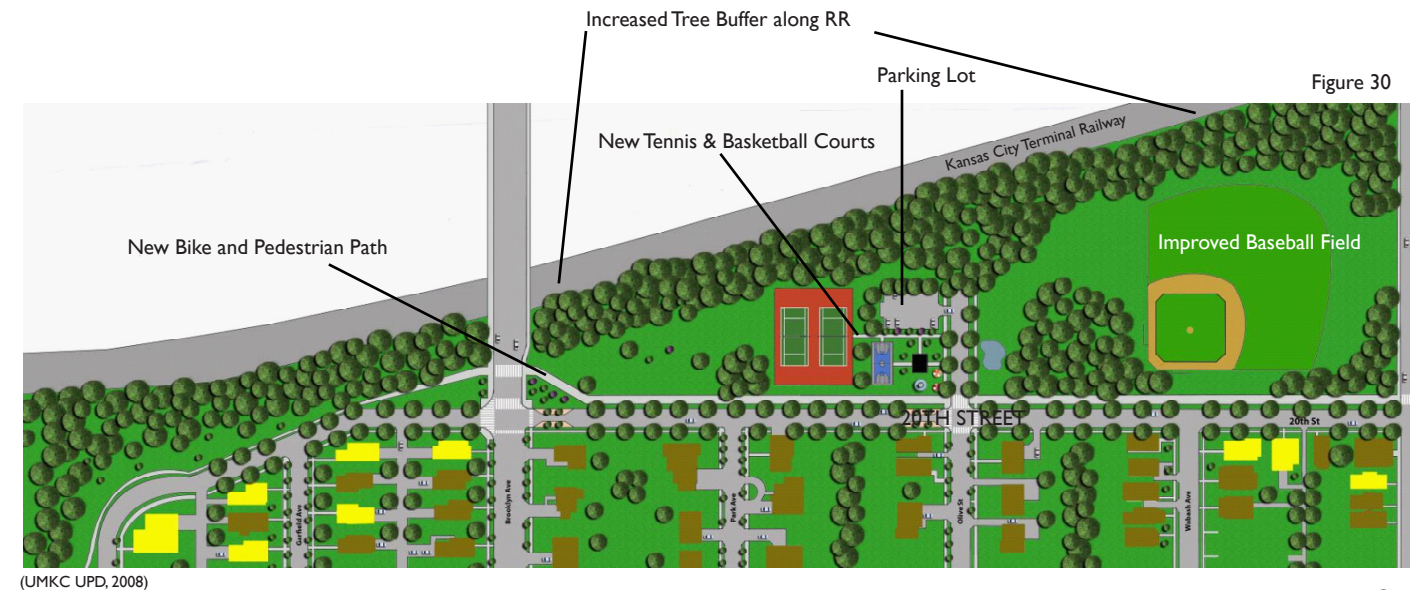 Increased Tree Buffer along RR
Parking Lot
Figure 30
New Tennis & Basketball Courts
Kansas City Terminal Railway
New Bike and Pedestrian Path
Improved Baseball Field
20TH STREET
20th St
Garfield Ave
Brooklyn Ave
Park Ave
Olive St
Wabash Ave
(UMKC UPD, 2008)